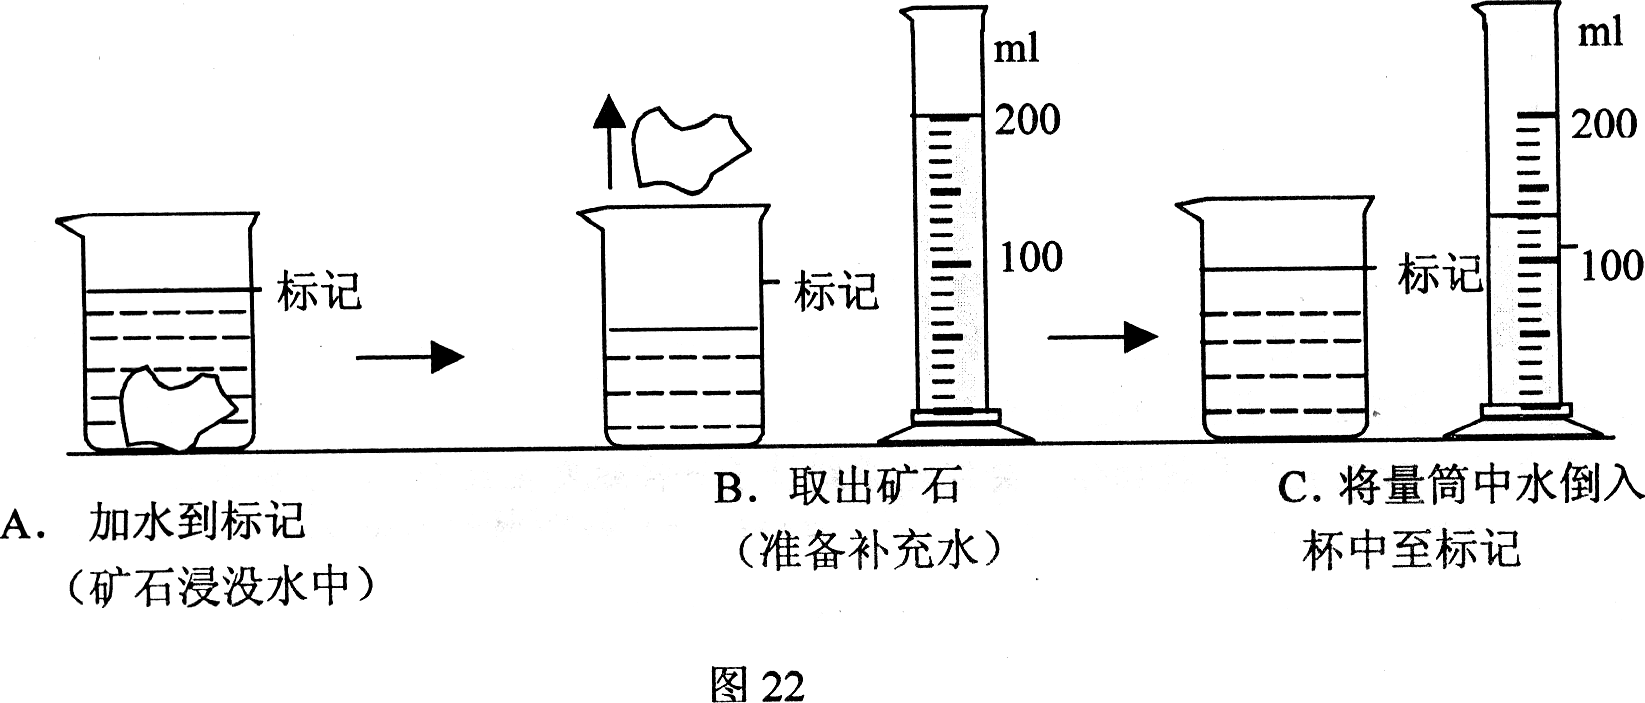 ml
200
100
ml
200
100
标记
标记
标记
A. 加水到标记
(矿石浸没水中)
B. 取出矿石
(准备补充水)
C. 将量筒中水倒入
杯中至标记
图 22